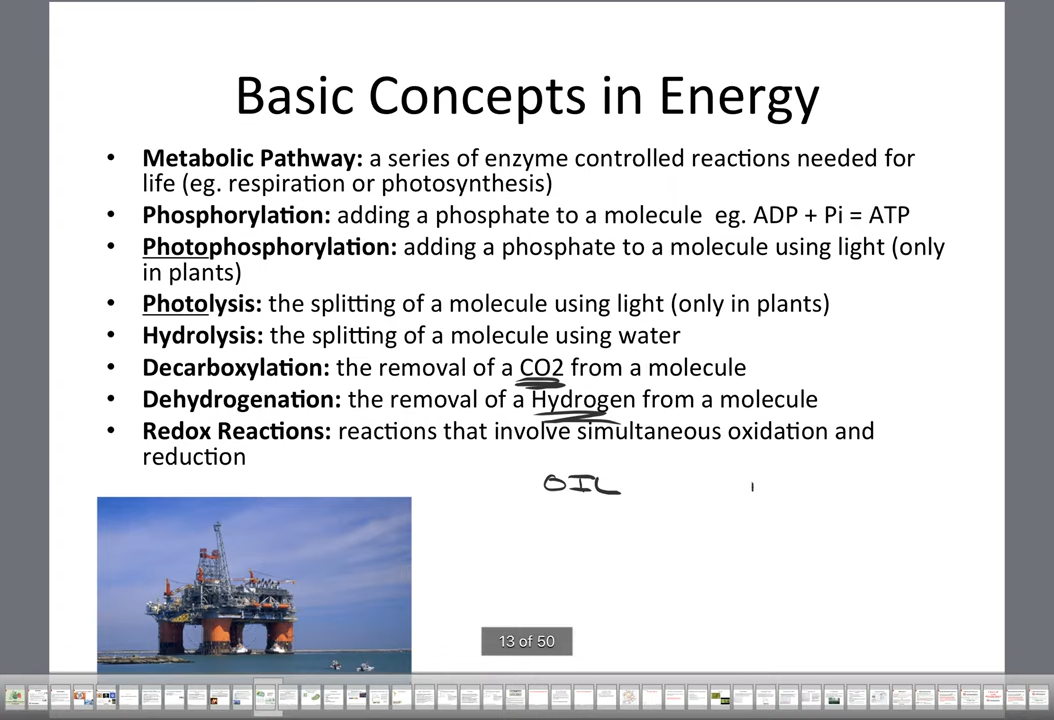 Basic Concepts in Energy
• Metabolic Pathway: a series of enzyme controlled reactions needed for
life (eg. respiration or photosynthesis)
• Phosphorylation: adding a phosphate to a molecule eg. ADP + Pi = ATP
• Photophosphorylation: adding a phosphate to a molecule using light (only
in plants)
• Photolysis: the splitting of a molecule using light (only in plants)
• Hydrolysis: the splitting of a molecule using water
• Decarboxylation: the removal of a CO2 from a molecule
• Dehydrogenation: the removal of a Hydrogen from a molecule
• Redox Reactions: reactions that involve simultaneous oxidation and
reduction
OIL
13 of 50